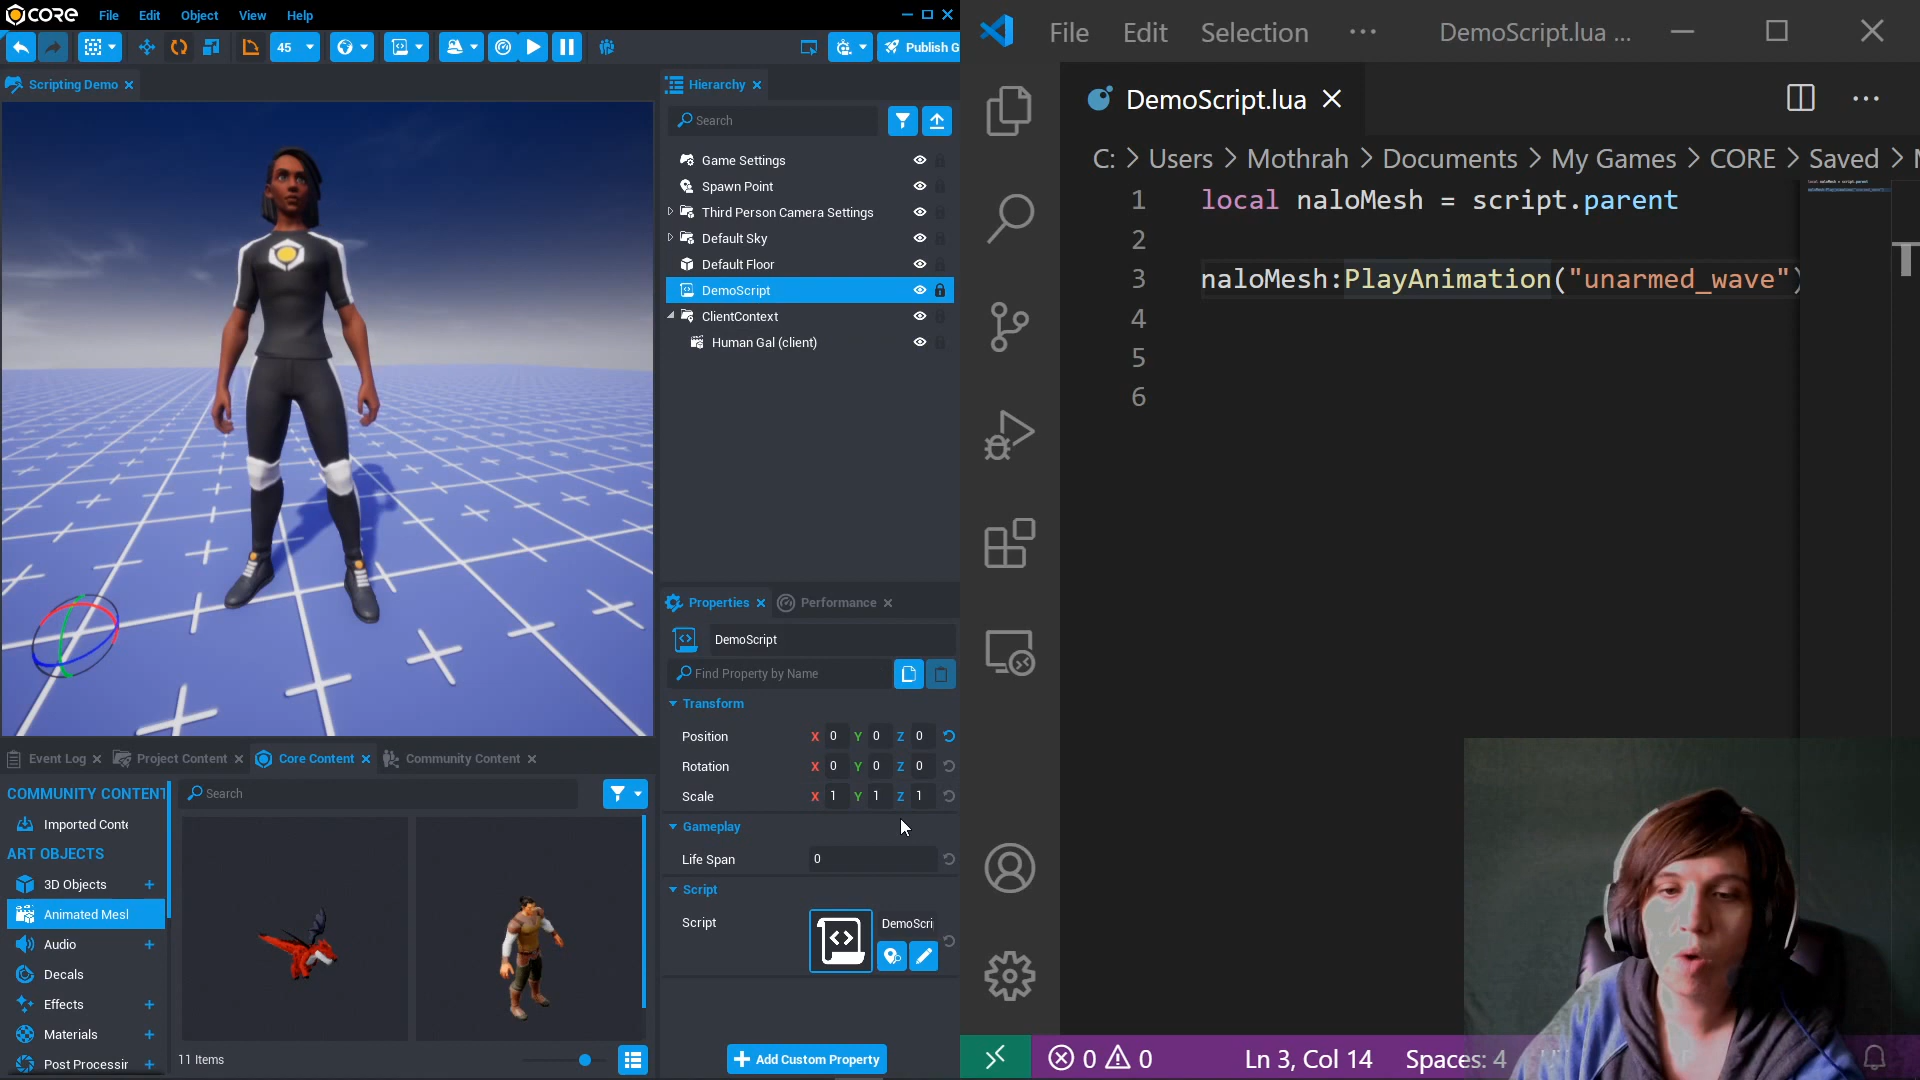 CORE File Edit Object View Help
45 Publish G
Scripting Demo
Hierarchy
Search
Game Settings
Spawn Point
Third Person Camera Settings
Default Sky
Default Floor
DemoScript
ClientContext
Human Gal (client)
Properties Performance
DemoScript
Find Property by Name
Transform
Position X 0 Y 0 Z 0
Rotation X 0 Y 0 Z 0
Scale X 1 Y 1 Z 1
Gameplay
Life Span 0
Script
Script DemoScri
Add Custom Property
Event Log Project Content Core Content Community Content
COMMUNITY CONTENT
Search
Imported Conte
ART OBJECTS
3D Objects
Animated Mesl
Audio
Decals
Effects
Materials
Post Processir
11 Items
File Edit Selection ··· DemoScript.lua ...
DemoScript.lua
C: > Users > Mothrah > Documents > My Games > CORE > Saved >
1 local naloMesh = script.parent
2
3 naloMesh:PlayAnimation("unarmed_wave")
4
5
6
0 0 Ln 3, Col 14 Spaces: 4